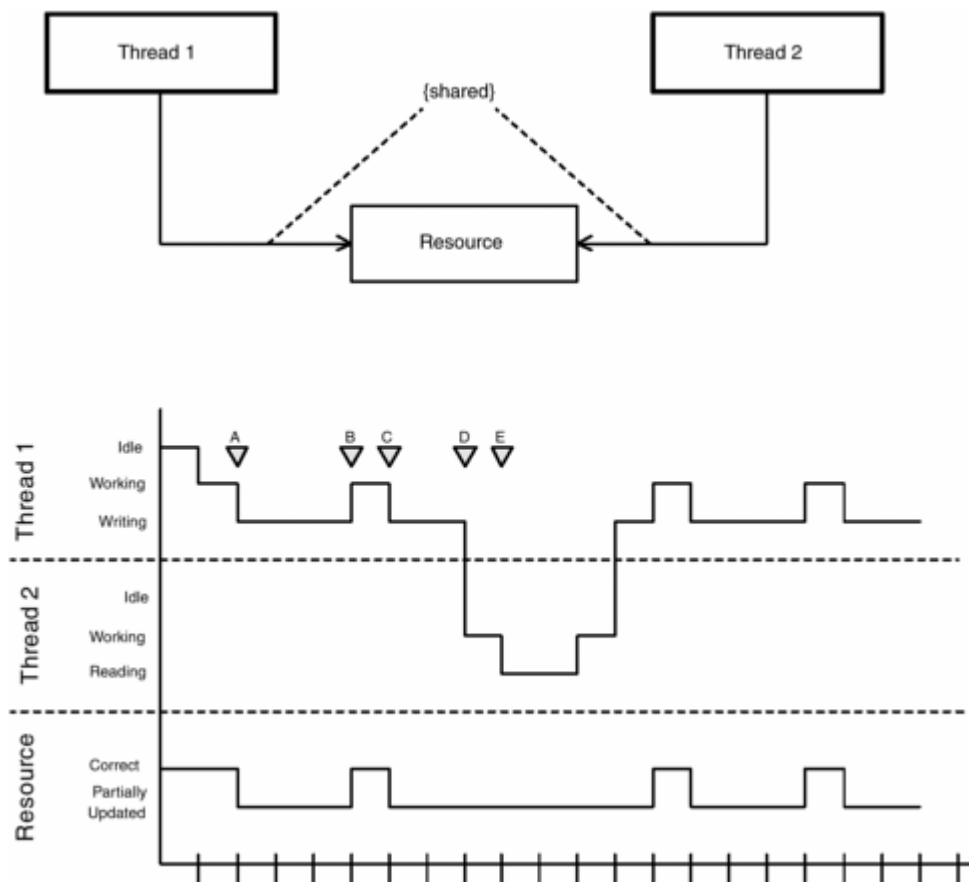 Thread 1
Thread 2
{shared}
Resource
Thread 1
Idle
Working
Writing
A
B
C
D
E
Thread 2
Idle
Working
Reading
Resource
Correct
Partially
Updated